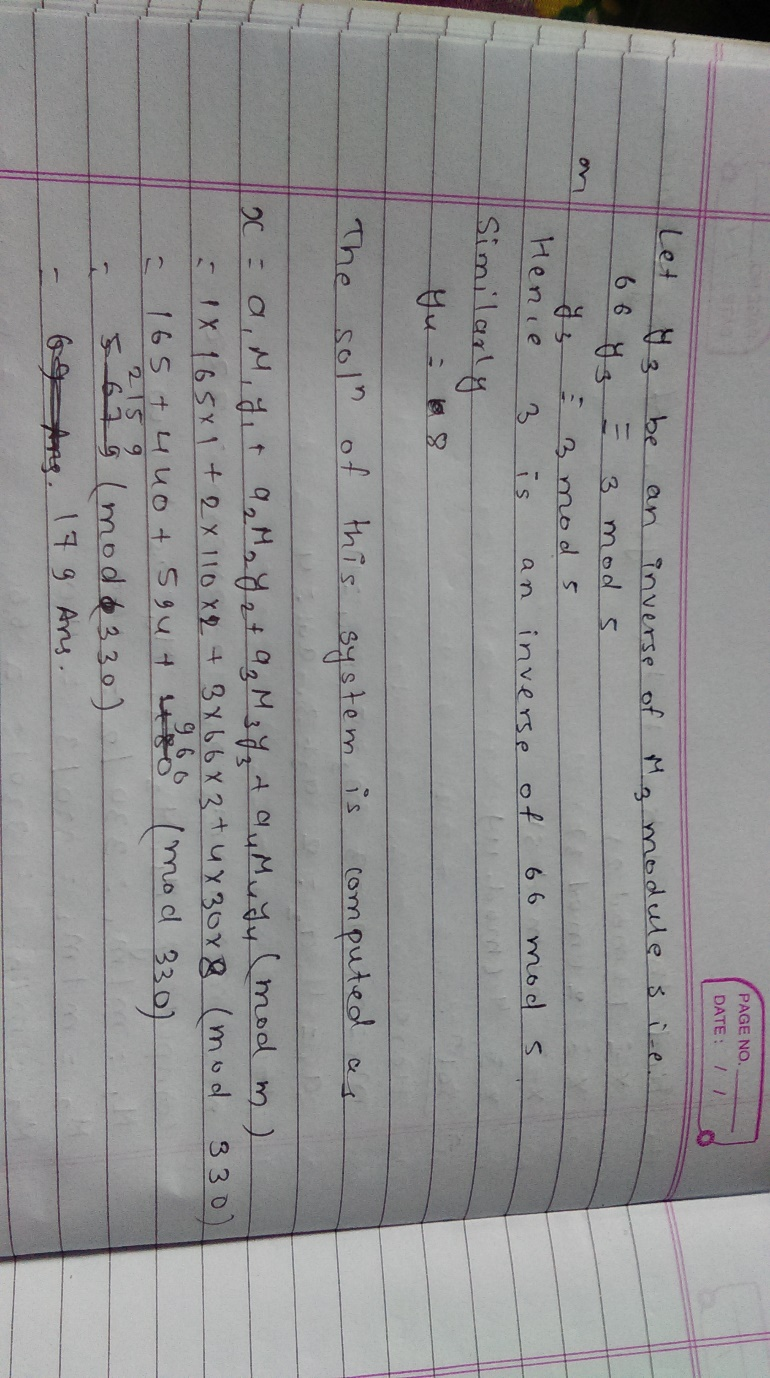 PAGE NO.
DATE: / /
Let y₃ be an inverse of M₃ module 5 i-e.
66 y₃ ≡ 3 mod 5
on y₃ ≡ 3 mod 5
Hence 3 is an inverse of 66 mod 5
Similarly
y₄ = 8
The solⁿ of this system is computed as
x = a₁M₁y₁ + a₂M₂y₂ + a₃M₃y₃ + a₄M₄y₄ (mod m)
= 1×165×1 + 2×110×2 + 3×66×3 + 4×30×8 (mod 330)
= 165 + 440 + 594 + 960 (mod 330)
= 2159 (mod 330)
= 179 Ans.